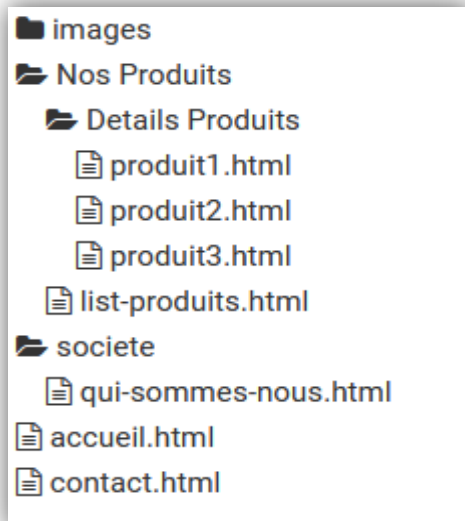 images
Nos Produits
Details Produits
produit1.html
produit2.html
produit3.html
list-produits.html
societe
qui-sommes-nous.html
accueil.html
contact.html